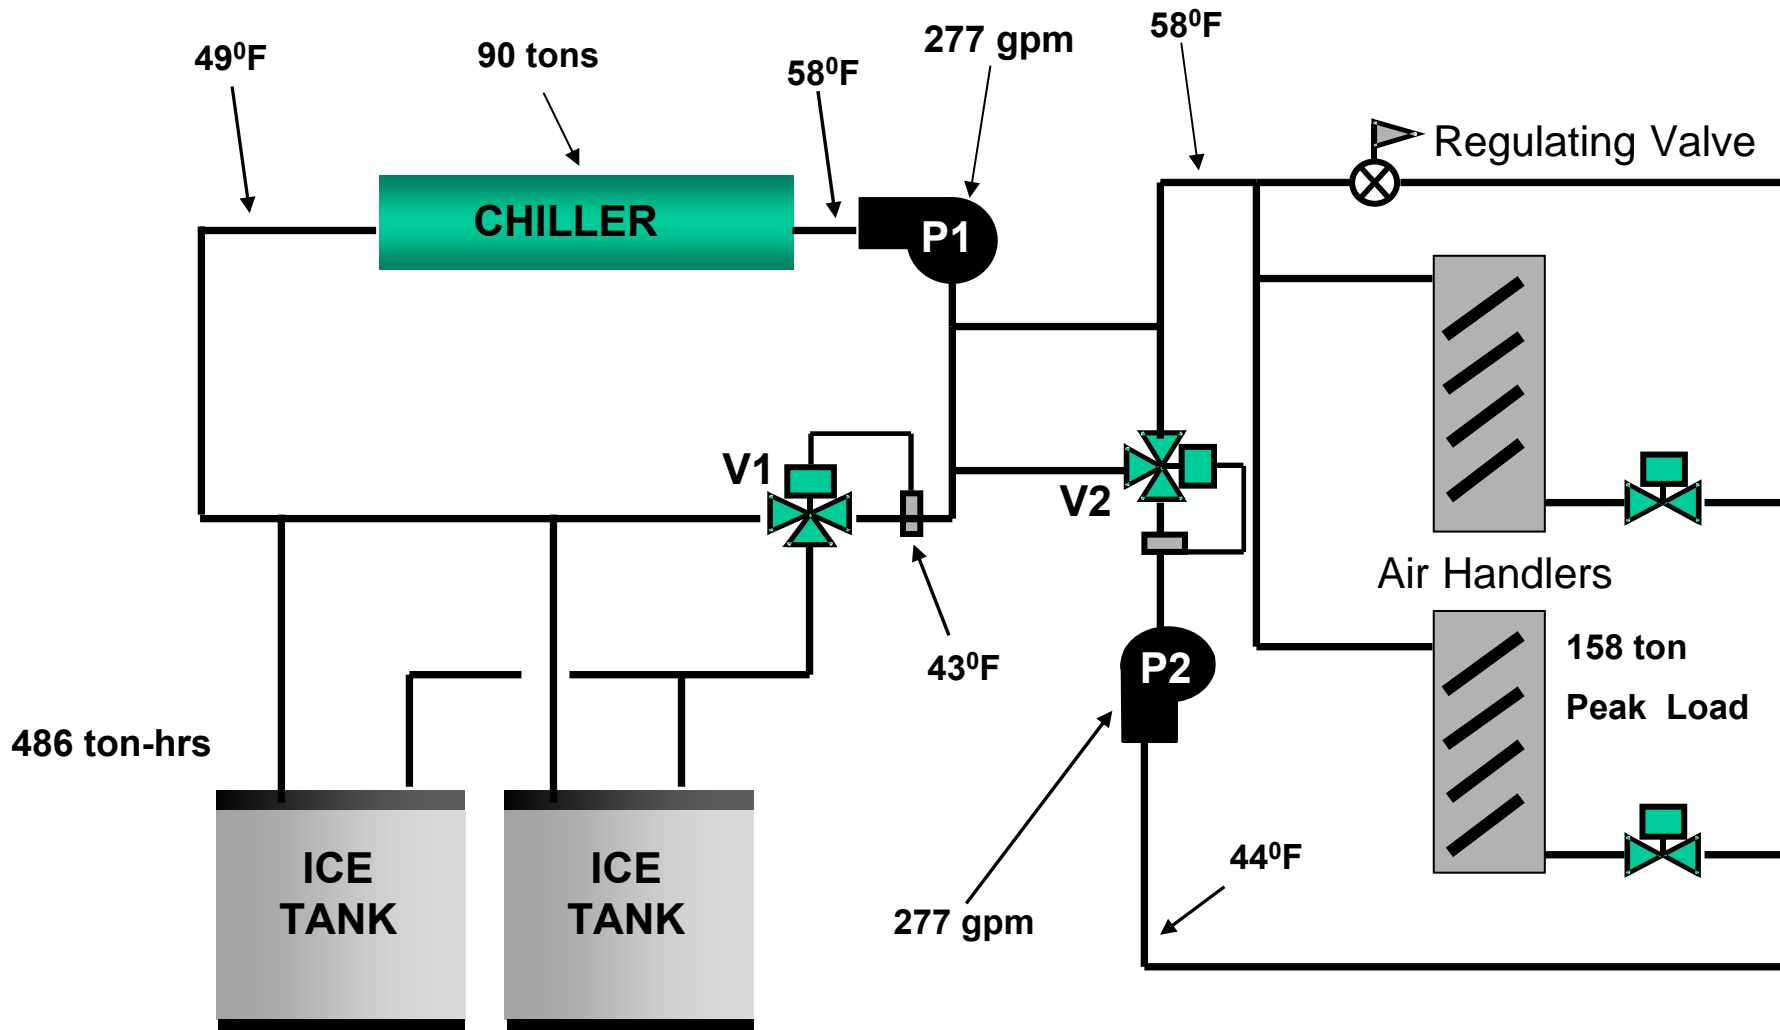 49⁰F
90 tons
58⁰F
277 gpm
58⁰F
Regulating Valve
CHILLER
P1
V1
V2
Air Handlers
43⁰F
P2
158 ton
Peak Load
486 ton-hrs
44⁰F
ICE
TANK
ICE
TANK
277 gpm